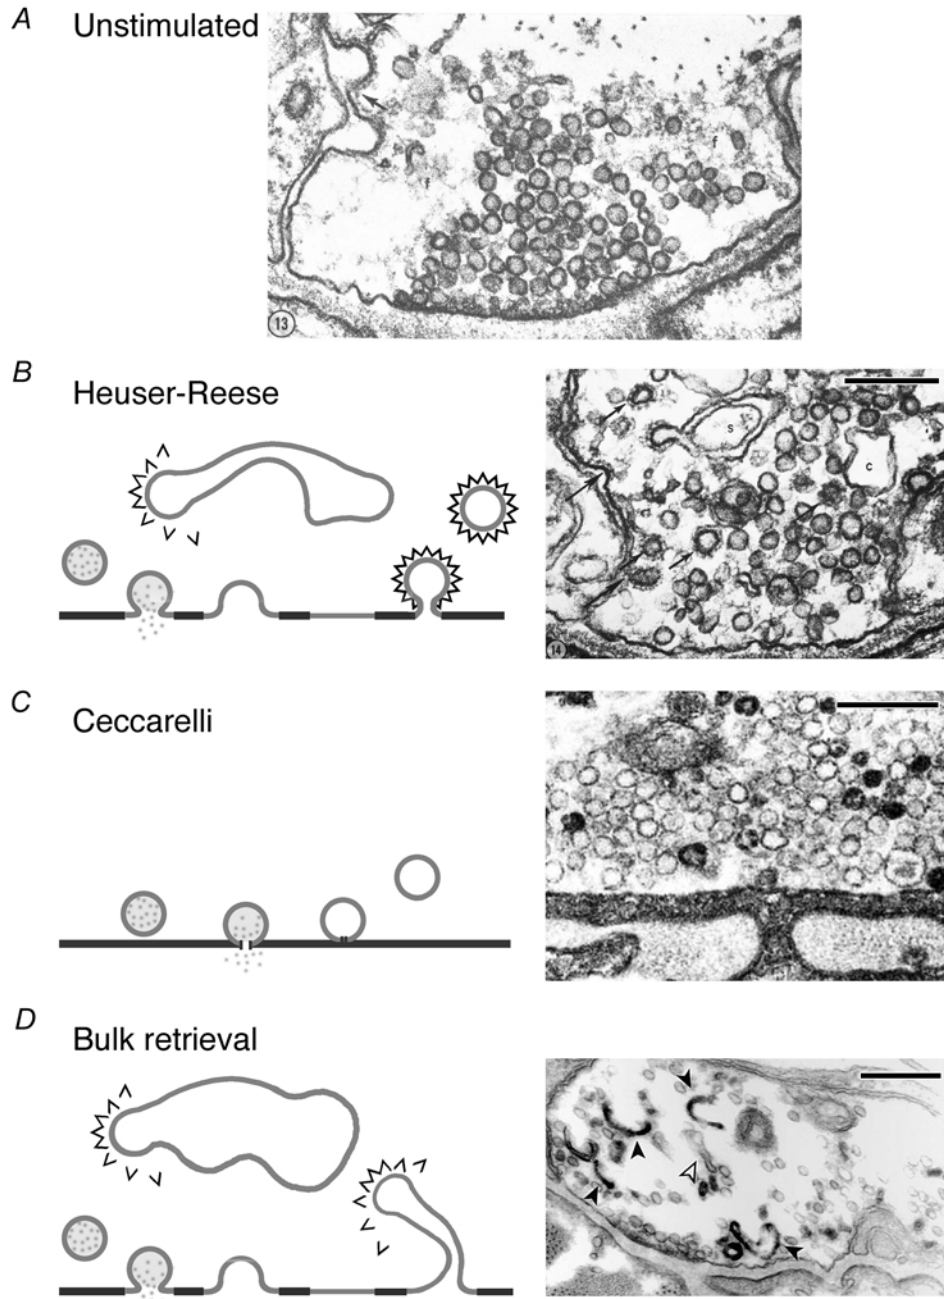 A Unstimulated
f
f
13
B Heuser-Reese
s
c
14
C Ceccarelli
D Bulk retrieval